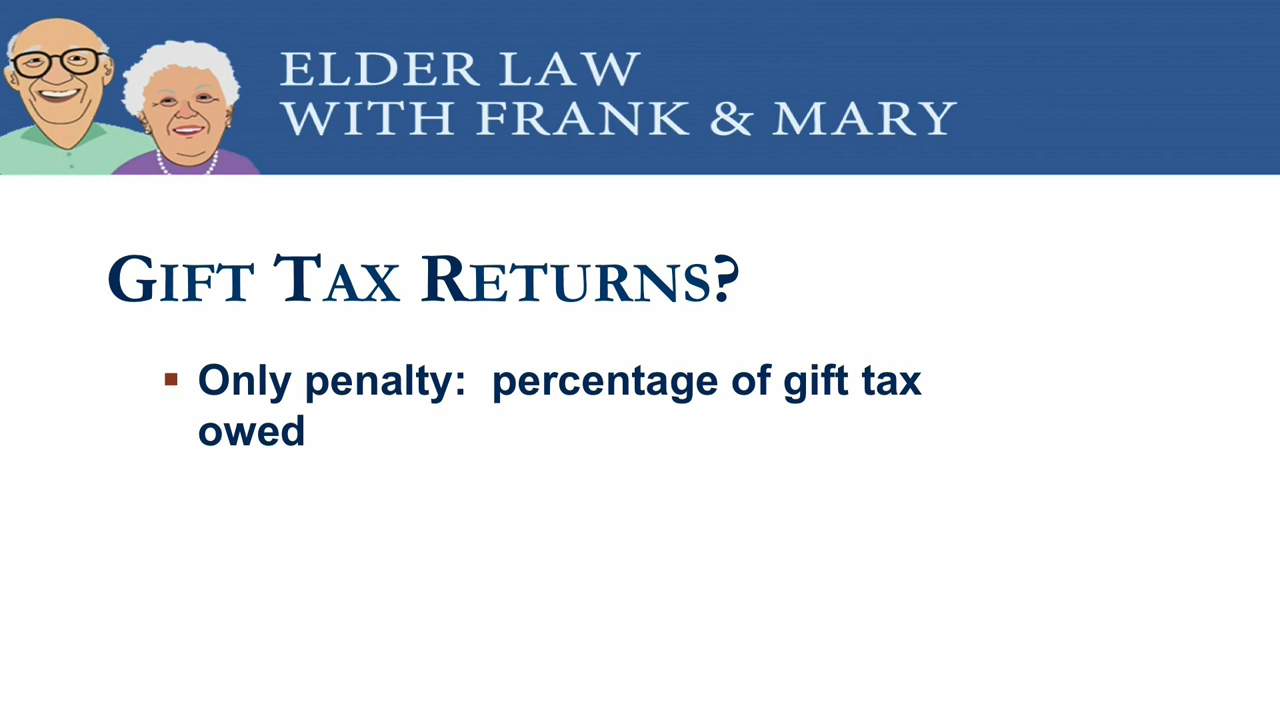 ELDER LAW
WITH FRANK & MARY
GIFT TAX RETURNS?
▪ Only penalty:  percentage of gift tax
owed